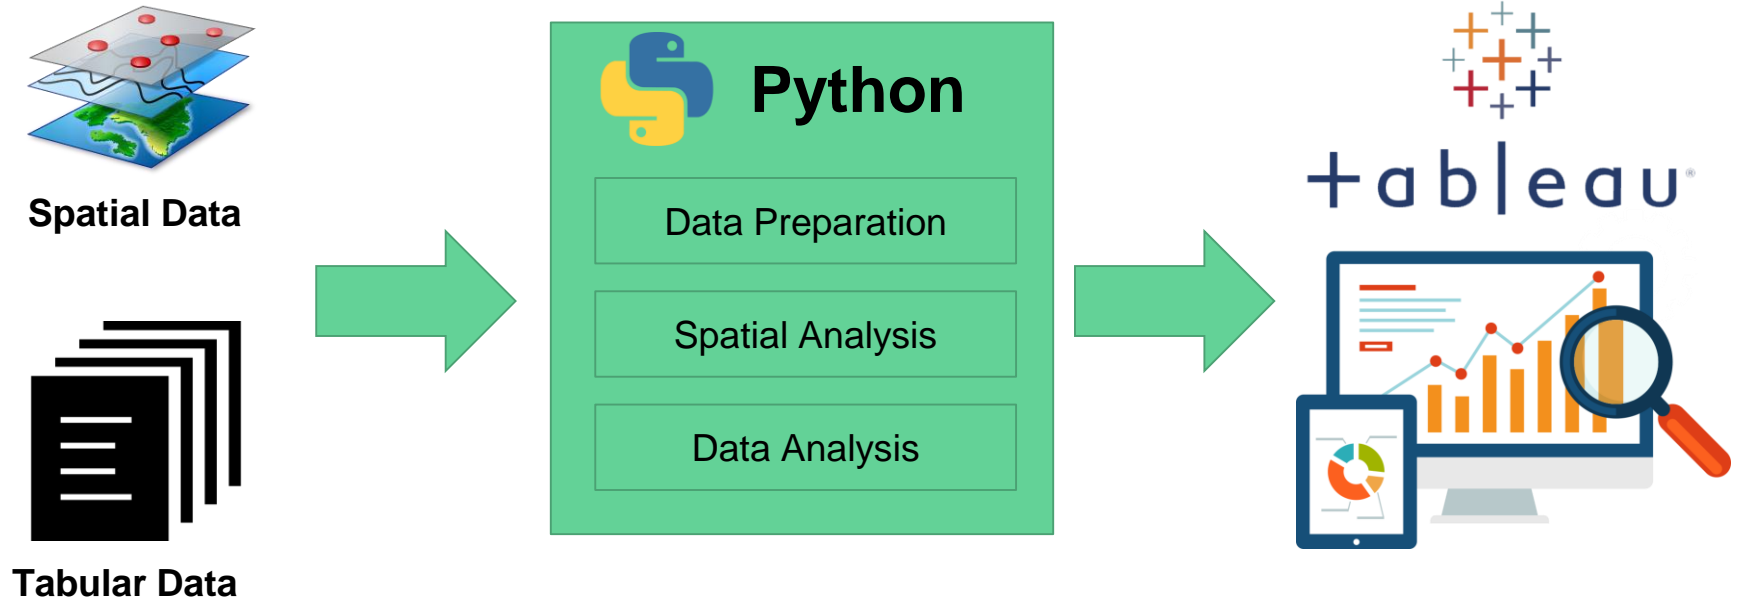 Spatial Data
Tabular Data
Python
Data Preparation
Spatial Analysis
Data Analysis
+ableau®